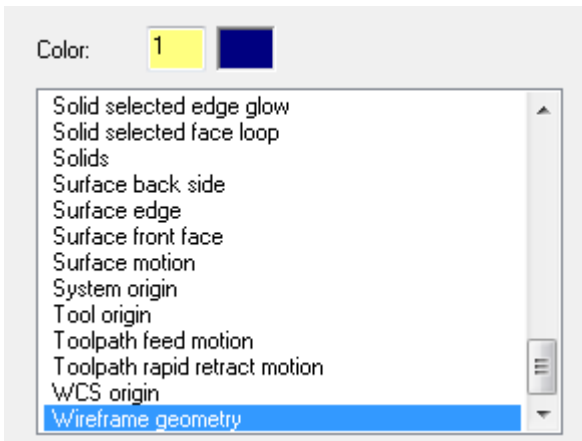 Color: 1
Solid selected edge glow
Solid selected face loop
Solids
Surface back side
Surface edge
Surface front face
Surface motion
System origin
Tool origin
Toolpath feed motion
Toolpath rapid retract motion
WCS origin
Wireframe geometry